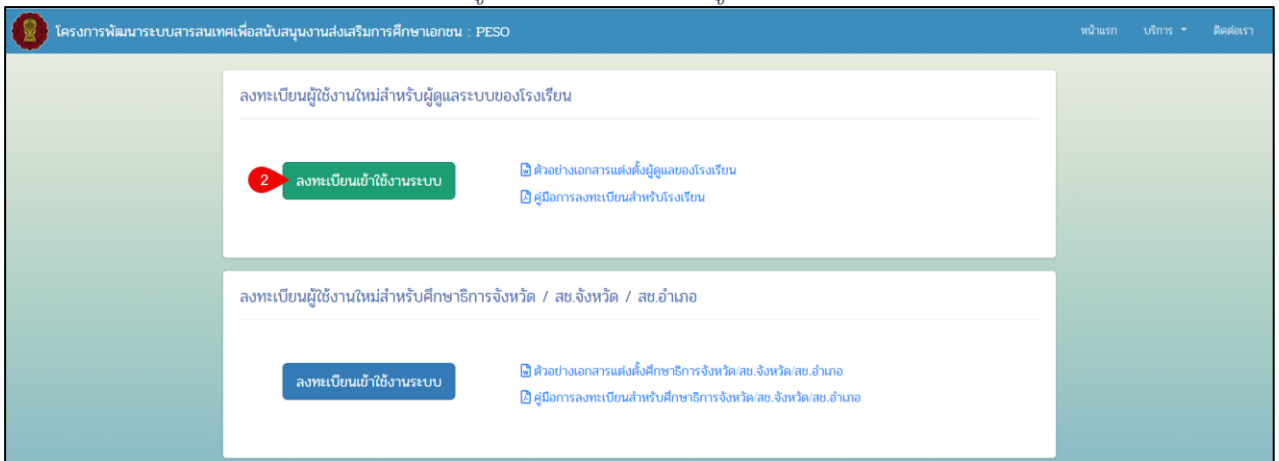 โครงการพัฒนาระบบสารสนเทศเพื่อสนับสนุนงานส่งเสริมการศึกษาเอกชน : PESO
หน้าแรก บริการ ติดต่อเรา
ลงทะเบียนผู้ใช้งานใหม่สำหรับผู้ดูแลระบบของโรงเรียน
2 ลงทะเบียนเข้าใช้งานระบบ
ตัวอย่างเอกสารแต่งตั้งผู้ดูแลของโรงเรียน
คู่มือการลงทะเบียนสำหรับโรงเรียน
ลงทะเบียนผู้ใช้งานใหม่สำหรับศึกษาธิการจังหวัด / สช.จังหวัด / สช.อำเภอ
ลงทะเบียนเข้าใช้งานระบบ
ตัวอย่างเอกสารแต่งตั้งศึกษาธิการจังหวัด/สช.จังหวัด/สช.อำเภอ
คู่มือการลงทะเบียนสำหรับศึกษาธิการจังหวัด/สช.จังหวัด/สช.อำเภอ